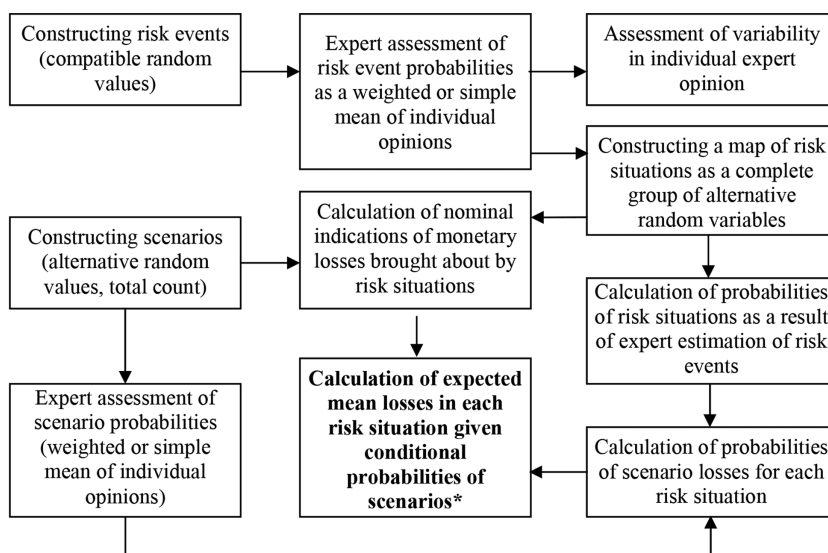 Constructing risk events
(compatible random
values)
Expert assessment of
risk event probabilities
as a weighted or simple
mean of individual
opinions
Assessment of variability
in individual expert
opinion
Constructing a map of risk
situations as a complete
group of alternative
random variables
Constructing scenarios
(alternative random
values, total count)
Calculation of nominal
indications of monetary
losses brought about by
risk situations
Calculation of probabilities
of risk situations as a result
of expert estimation of risk
events
Expert assessment of
scenario probabilities
(weighted or simple
mean of individual
opinions)
Calculation of expected
mean losses in each
risk situation given
conditional
probabilities of
scenarios*
Calculation of probabilities
of scenario losses for each
risk situation